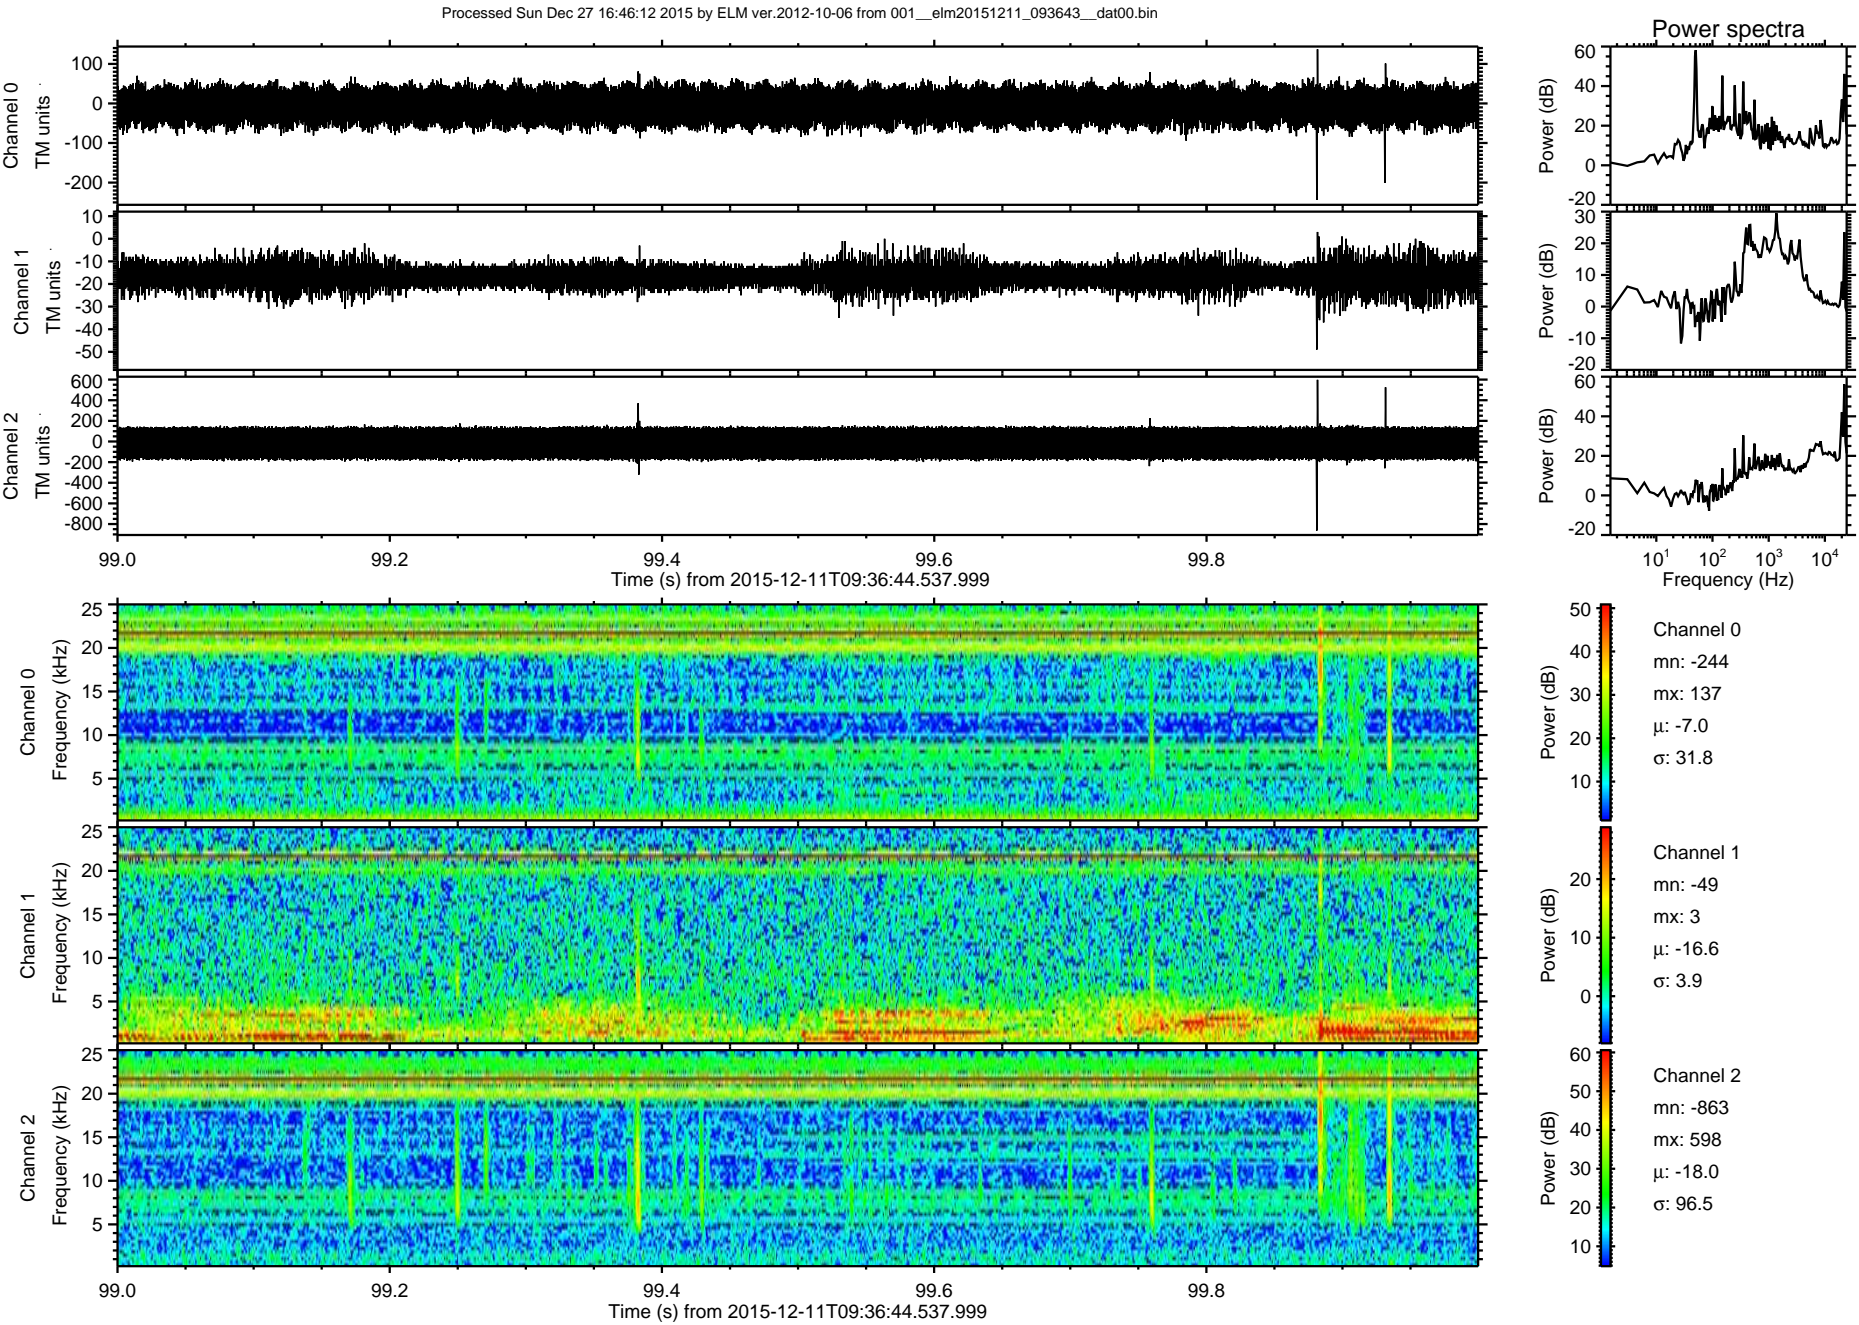 Processed Sun Dec 27 16:46:12 2015 by ELM ver.2012-10-06 from 001__elm20151211_093643__dat00.bin
Power spectra
Channel 0
TM units
100
0
-100
-200
Power (dB)
60
40
20
0
-20
Channel 1
TM units
10
0
-10
-20
-30
-40
-50
Power (dB)
30
20
10
0
-10
-20
Channel 2
TM units
600
400
200
0
-200
-400
-600
-800
Power (dB)
60
40
20
0
-20
99.0 99.2 99.4 99.6 99.8
Time (s) from 2015-12-11T09:36:44.537.999
10¹ 10² 10³ 10⁴
Frequency (Hz)
Channel 0
Frequency (kHz)
25
20
15
10
5
Power (dB)
50
40
30
20
10
Channel 0
mn: -244
mx: 137
µ: -7.0
σ: 31.8
Channel 1
Frequency (kHz)
25
20
15
10
5
Power (dB)
20
10
0
Channel 1
mn: -49
mx: 3
µ: -16.6
σ: 3.9
Channel 2
Frequency (kHz)
25
20
15
10
5
Power (dB)
60
50
40
30
20
10
Channel 2
mn: -863
mx: 598
µ: -18.0
σ: 96.5
99.0 99.2 99.4 99.6 99.8
Time (s) from 2015-12-11T09:36:44.537.999